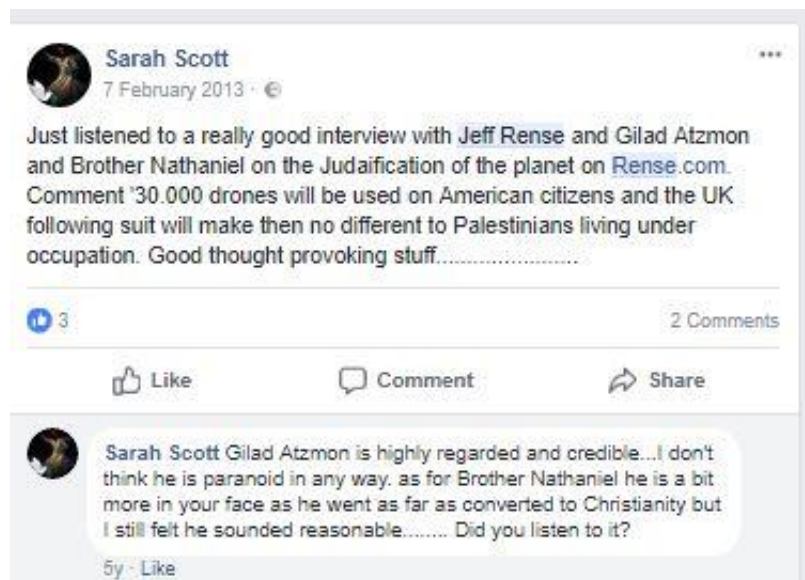 Sarah Scott
7 February 2013 ·
Just listened to a really good interview with Jeff Rense and Gilad Atzmon
and Brother Nathaniel on the Judaification of the planet on Rense.com.
Comment '30.000 drones will be used on American citizens and the UK
following suit will make then no different to Palestinians living under
occupation. Good thought provoking stuff.......................
3
2 Comments
Like
Comment
Share
Sarah Scott Gilad Atzmon is highly regarded and credible...I don't
think he is paranoid in any way. as for Brother Nathaniel he is a bit
more in your face as he went as far as converted to Christianity but
I still felt he sounded reasonable........ Did you listen to it?
5y · Like